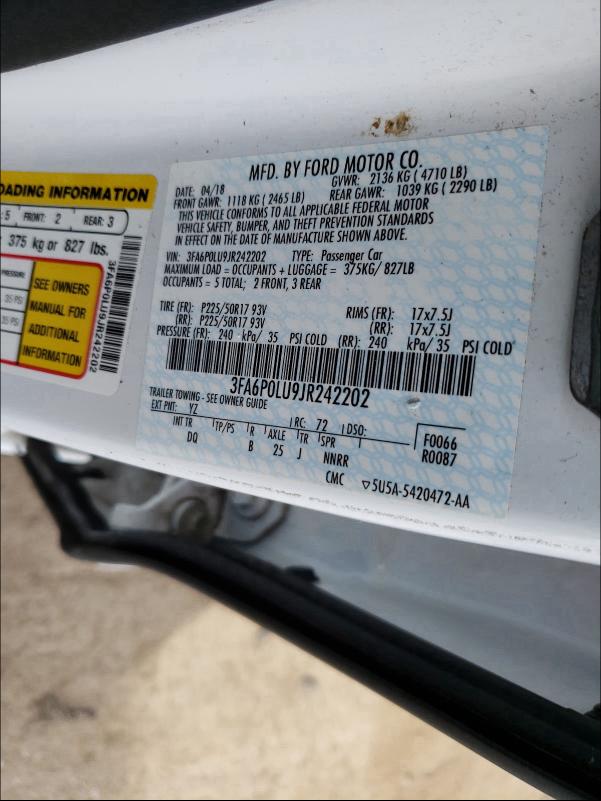 MFD. BY FORD MOTOR CO.
DATE: 04/18 GVWR: 2136 KG ( 4710 LB)
FRONT GAWR: 1118 KG ( 2465 LB) REAR GAWR: 1039 KG ( 2290 LB)
THIS VEHICLE CONFORMS TO ALL APPLICABLE FEDERAL MOTOR
VEHICLE SAFETY, BUMPER, AND THEFT PREVENTION STANDARDS
IN EFFECT ON THE DATE OF MANUFACTURE SHOWN ABOVE.
VIN: 3FA6P0LU9JR242202 TYPE: Passenger Car
MAXIMUM LOAD = OCCUPANTS + LUGGAGE = 375KG/ 827LB
OCCUPANTS = 5 TOTAL; 2 FRONT, 3 REAR
TIRE (FR): P225/50R17 93V RIMS (FR): 17x7.5J
(RR): P225/50R17 93V (RR): 17x7.5J
PRESSURE (FR): 240 kPa/ 35 PSI COLD (RR): 240 kPa/ 35 PSI COLD
3FA6P0LU9JR242202
TRAILER TOWING - SEE OWNER GUIDE
EXT PNT: YZ RC: 72 DSO: F0066
INT TR TP/PS R AXLE TR SPR R0087
DQ B 25 J NNRR
CMC ▽5U5A-5420472-AA
OADING INFORMATION
: 5 FRONT: 2 REAR: 3
375 kg or 827 lbs.
PRESSURE
35 PSI
35 PSI
SEE OWNERS
MANUAL FOR
ADDITIONAL
INFORMATION
3FA6P0LU9JR242202